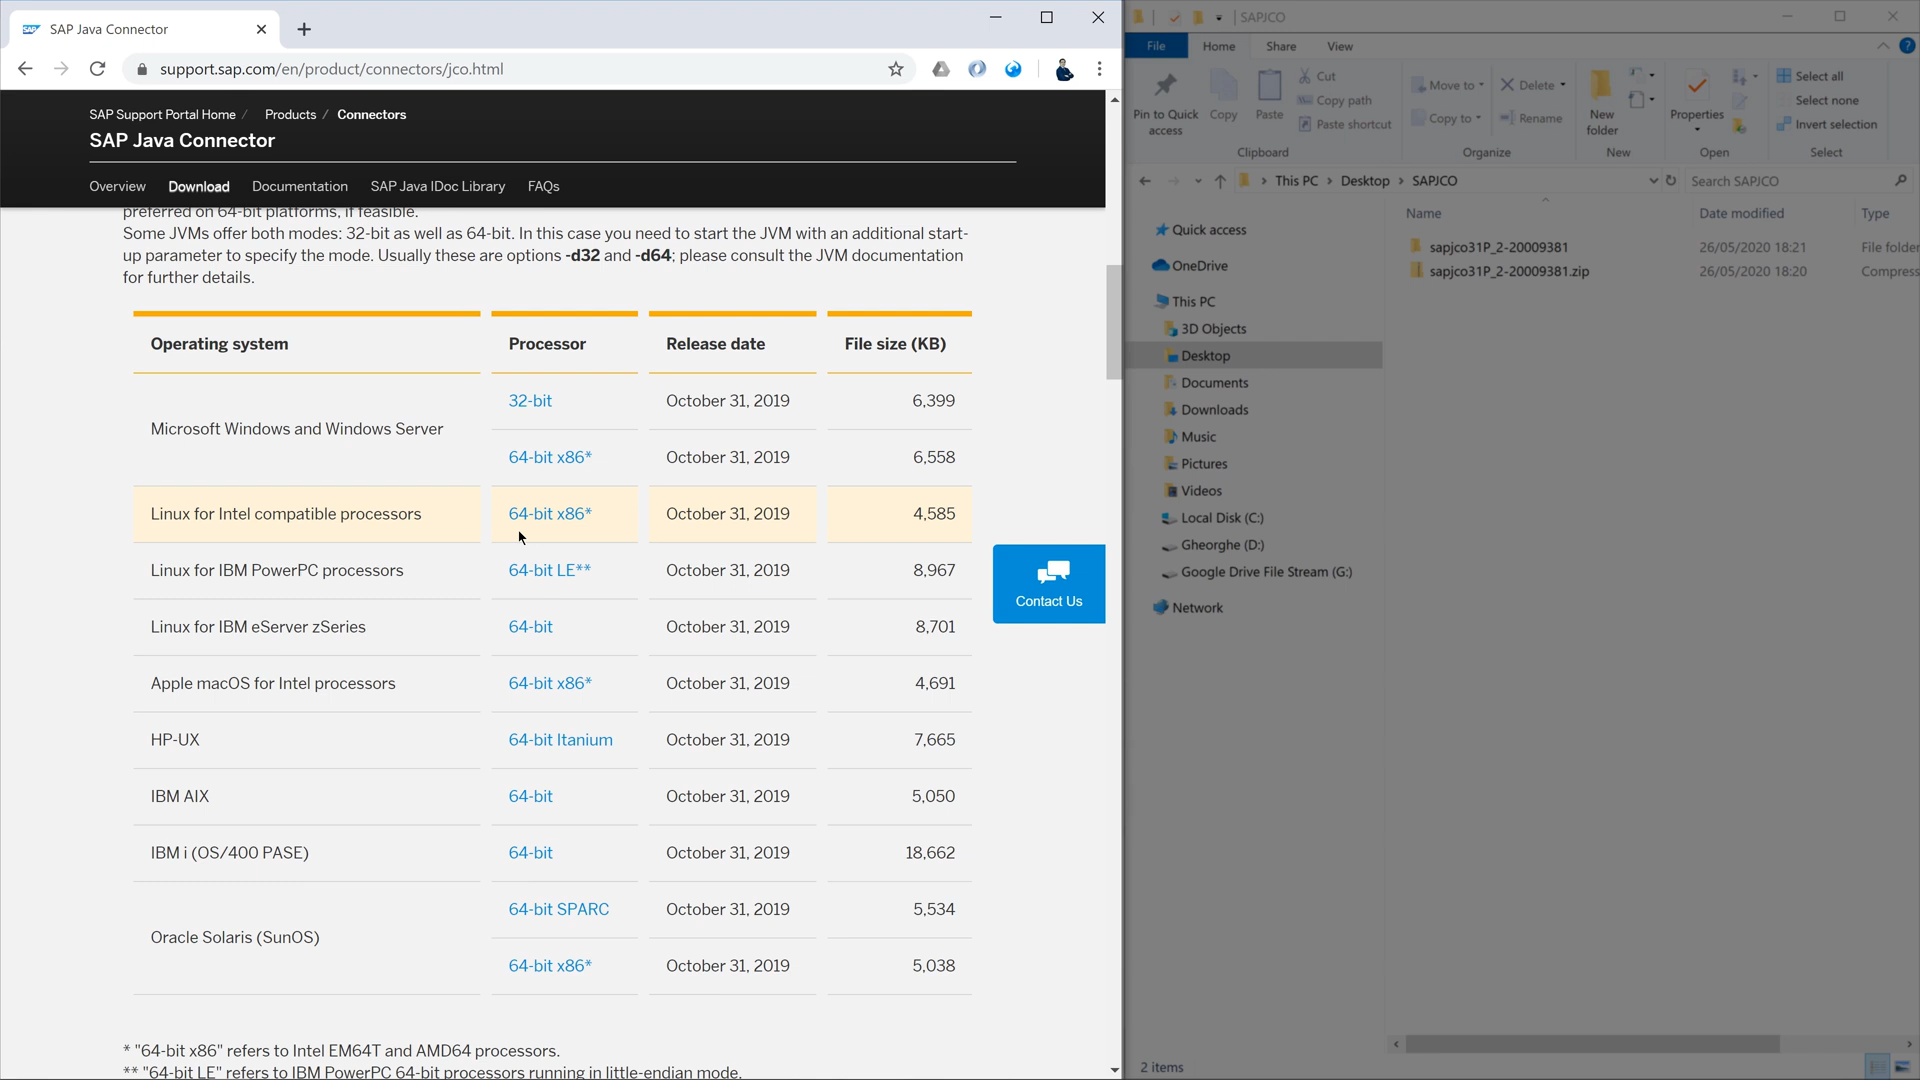 SAP Java Connector
support.sap.com/en/product/connectors/jco.html
SAP Support Portal Home / Products / Connectors
SAP Java Connector
Overview Download Documentation SAP Java IDoc Library FAQs
preferred on 64-bit platforms, if feasible.
Some JVMs offer both modes: 32-bit as well as 64-bit. In this case you need to start the JVM with an additional start-
up parameter to specify the mode. Usually these are options -d32 and -d64; please consult the JVM documentation
for further details.
Operating system Processor Release date File size (KB)
32-bit October 31, 2019 6,399
Microsoft Windows and Windows Server
64-bit x86* October 31, 2019 6,558
Linux for Intel compatible processors 64-bit x86* October 31, 2019 4,585
Linux for IBM PowerPC processors 64-bit LE** October 31, 2019 8,967
Linux for IBM eServer zSeries 64-bit October 31, 2019 8,701
Apple macOS for Intel processors 64-bit x86* October 31, 2019 4,691
HP-UX 64-bit Itanium October 31, 2019 7,665
IBM AIX 64-bit October 31, 2019 5,050
IBM i (OS/400 PASE) 64-bit October 31, 2019 18,662
64-bit SPARC October 31, 2019 5,534
Oracle Solaris (SunOS)
64-bit x86* October 31, 2019 5,038
* "64-bit x86" refers to Intel EM64T and AMD64 processors.
** "64-bit LE" refers to IBM PowerPC 64-bit processors running in little-endian mode.
Contact Us
SAPJCO
File Home Share View
Pin to Quick
access
Copy
Paste
Cut
Copy path
Paste shortcut
Clipboard
Move to
Copy to
Delete
Rename
Organize
New
folder
New
Properties
Open
Select all
Select none
Invert selection
Select
This PC Desktop SAPJCO
Search SAPJCO
Name Date modified Type
sapjco31P_2-20009381 26/05/2020 18:21 File folder
sapjco31P_2-20009381.zip 26/05/2020 18:20 Compress
Quick access
OneDrive
This PC
3D Objects
Desktop
Documents
Downloads
Music
Pictures
Videos
Local Disk (C:)
Gheorghe (D:)
Google Drive File Stream (G:)
Network
2 items